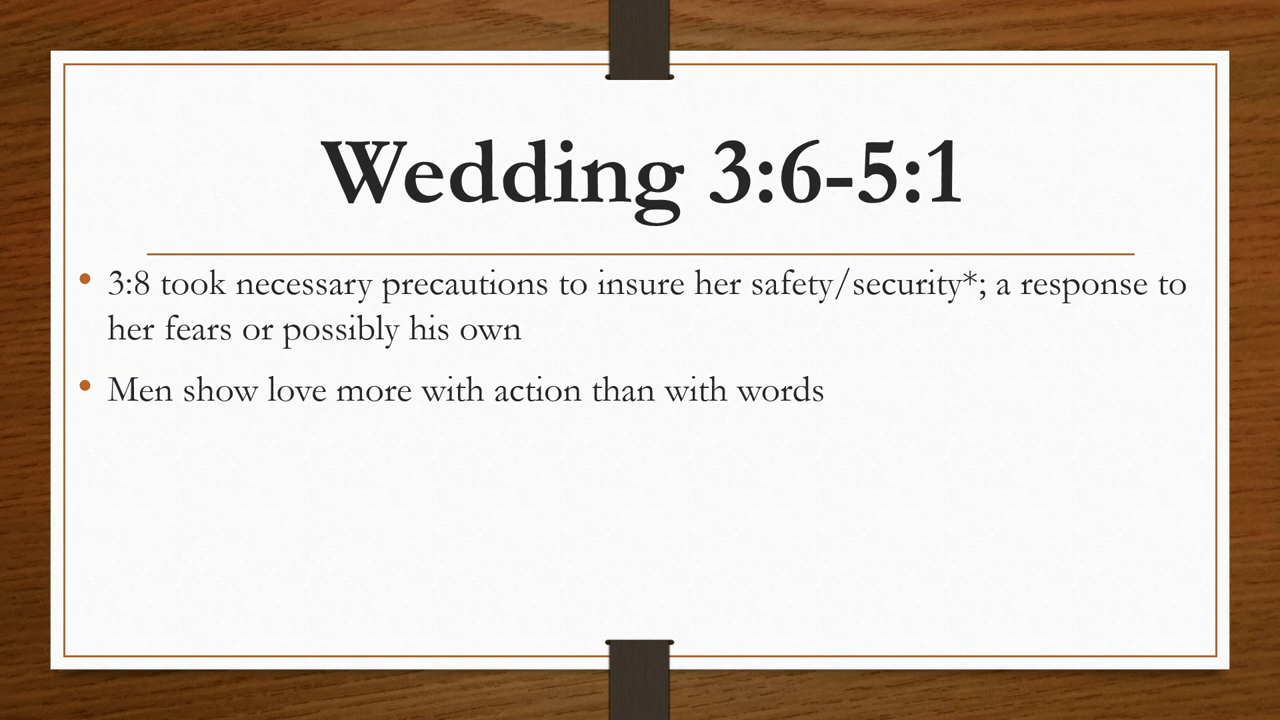 Wedding 3:6-5:1
• 3:8 took necessary precautions to insure her safety/security*; a response to
her fears or possibly his own
• Men show love more with action than with words